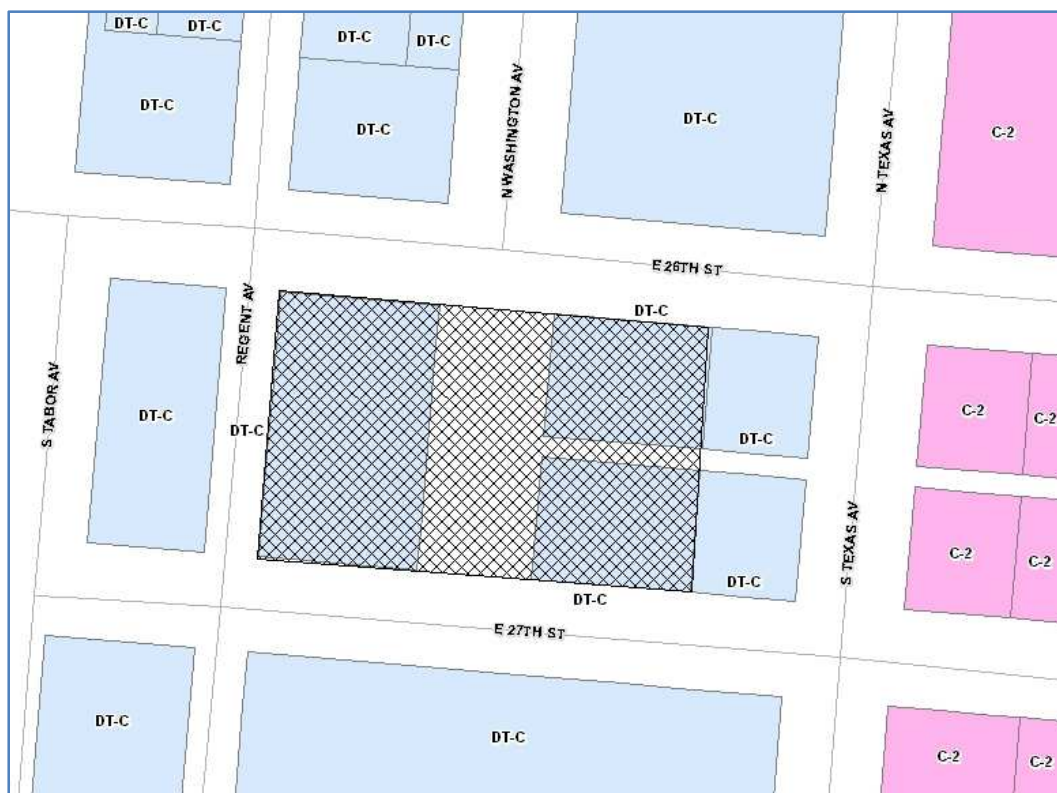 DT-C
DT-C
DT-C
DT-C
DT-C
DT-C
DT-C
C-2
N WASHINGTON AV
N TEXAS AV
E 26TH ST
DT-C
REGENT AV
S TABOR AV
DT-C
DT-C
DT-C
C-2
C-2
S TEXAS AV
C-2
C-2
DT-C
DT-C
E 27TH ST
DT-C
DT-C
C-2
C-2